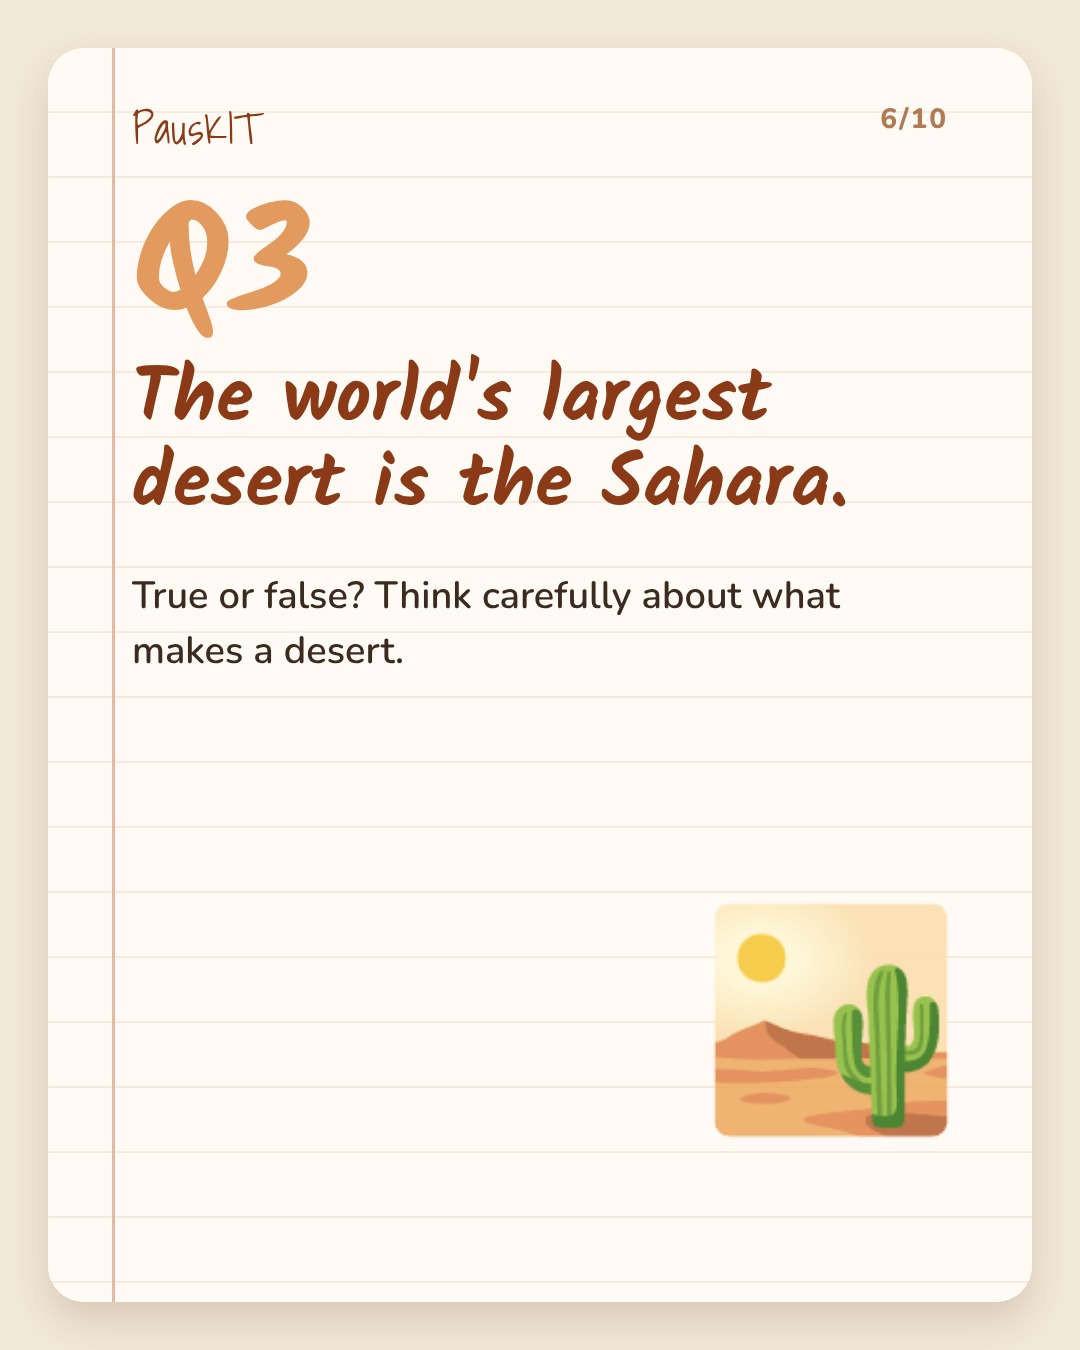 PausKIT
6/10
Q3
The world's largest
desert is the Sahara.
True or false? Think carefully about what
makes a desert.